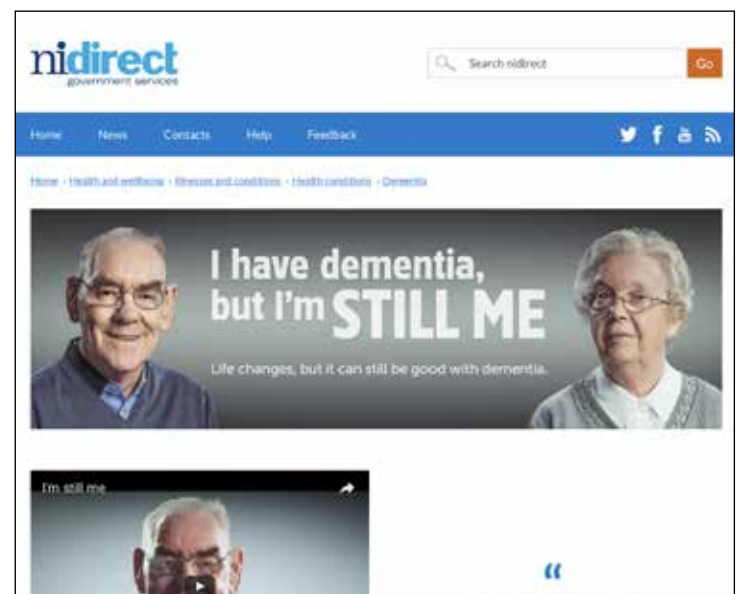 nidirect
government services
Search nidirect
Go
Home News Contacts Help Feedback
Home › Health and wellbeing › Illnesses and conditions › Health conditions › Dementia
I have dementia,
but I'm STILL ME
Life changes, but it can still be good with dementia.
I'm still me
“